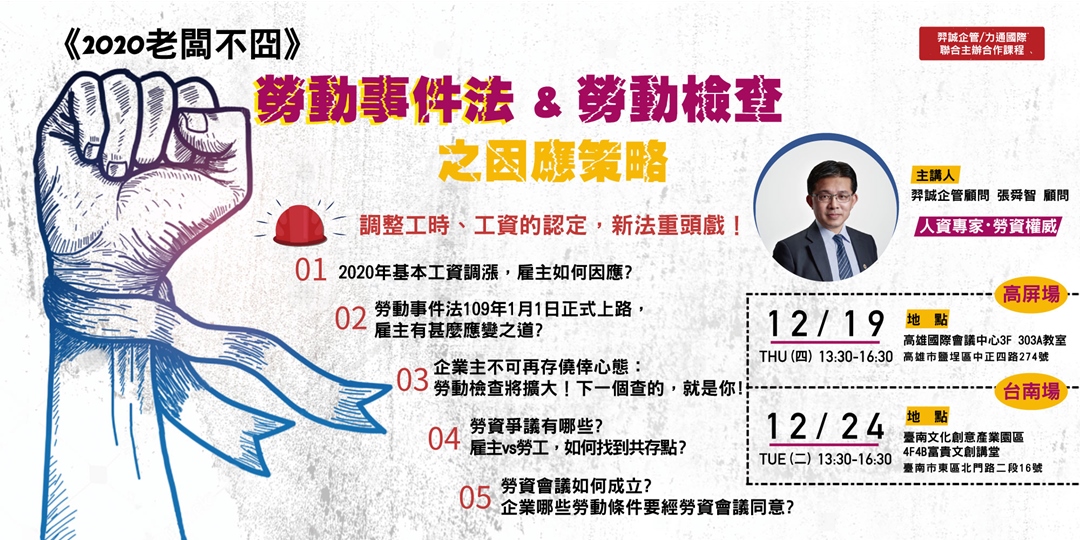 《2020老闆不囧》
羿誠企管/力通國際
聯合主辦合作課程
勞動事件法 & 勞動檢查
之因應策略
調整工時、工資的認定，新法重頭戲！
01 2020年基本工資調漲，雇主如何因應?
02 勞動事件法109年1月1日正式上路，
雇主有甚麼應變之道?
03 企業主不可再存僥倖心態：
勞動檢查將擴大！下一個查的，就是你!
04 勞資爭議有哪些?
雇主vs勞工，如何找到共存點?
05 勞資會議如何成立?
企業哪些勞動條件要經勞資會議同意?
主講人
羿誠企管顧問 張舜智 顧問
人資專家·勞資權威
高屏場
12/19
THU (四) 13:30-16:30
地 點
高雄國際會議中心3F 303A教室
高雄市鹽埕區中正四路274號
台南場
12/24
TUE (二) 13:30-16:30
地 點
臺南文化創意產業園區
4F4B富貴文創講堂
臺南市東區北門路二段16號